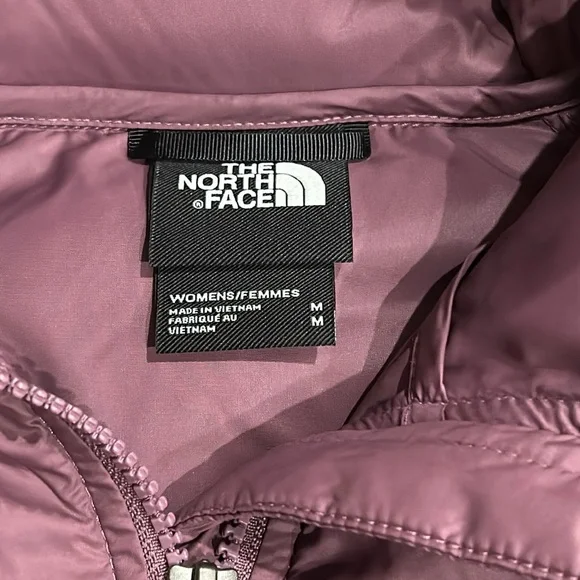 THE
NORTH
FACE
®
WOMENS/FEMMES
MADE IN VIETNAM M
FABRIQUÉ AU M
VIETNAM